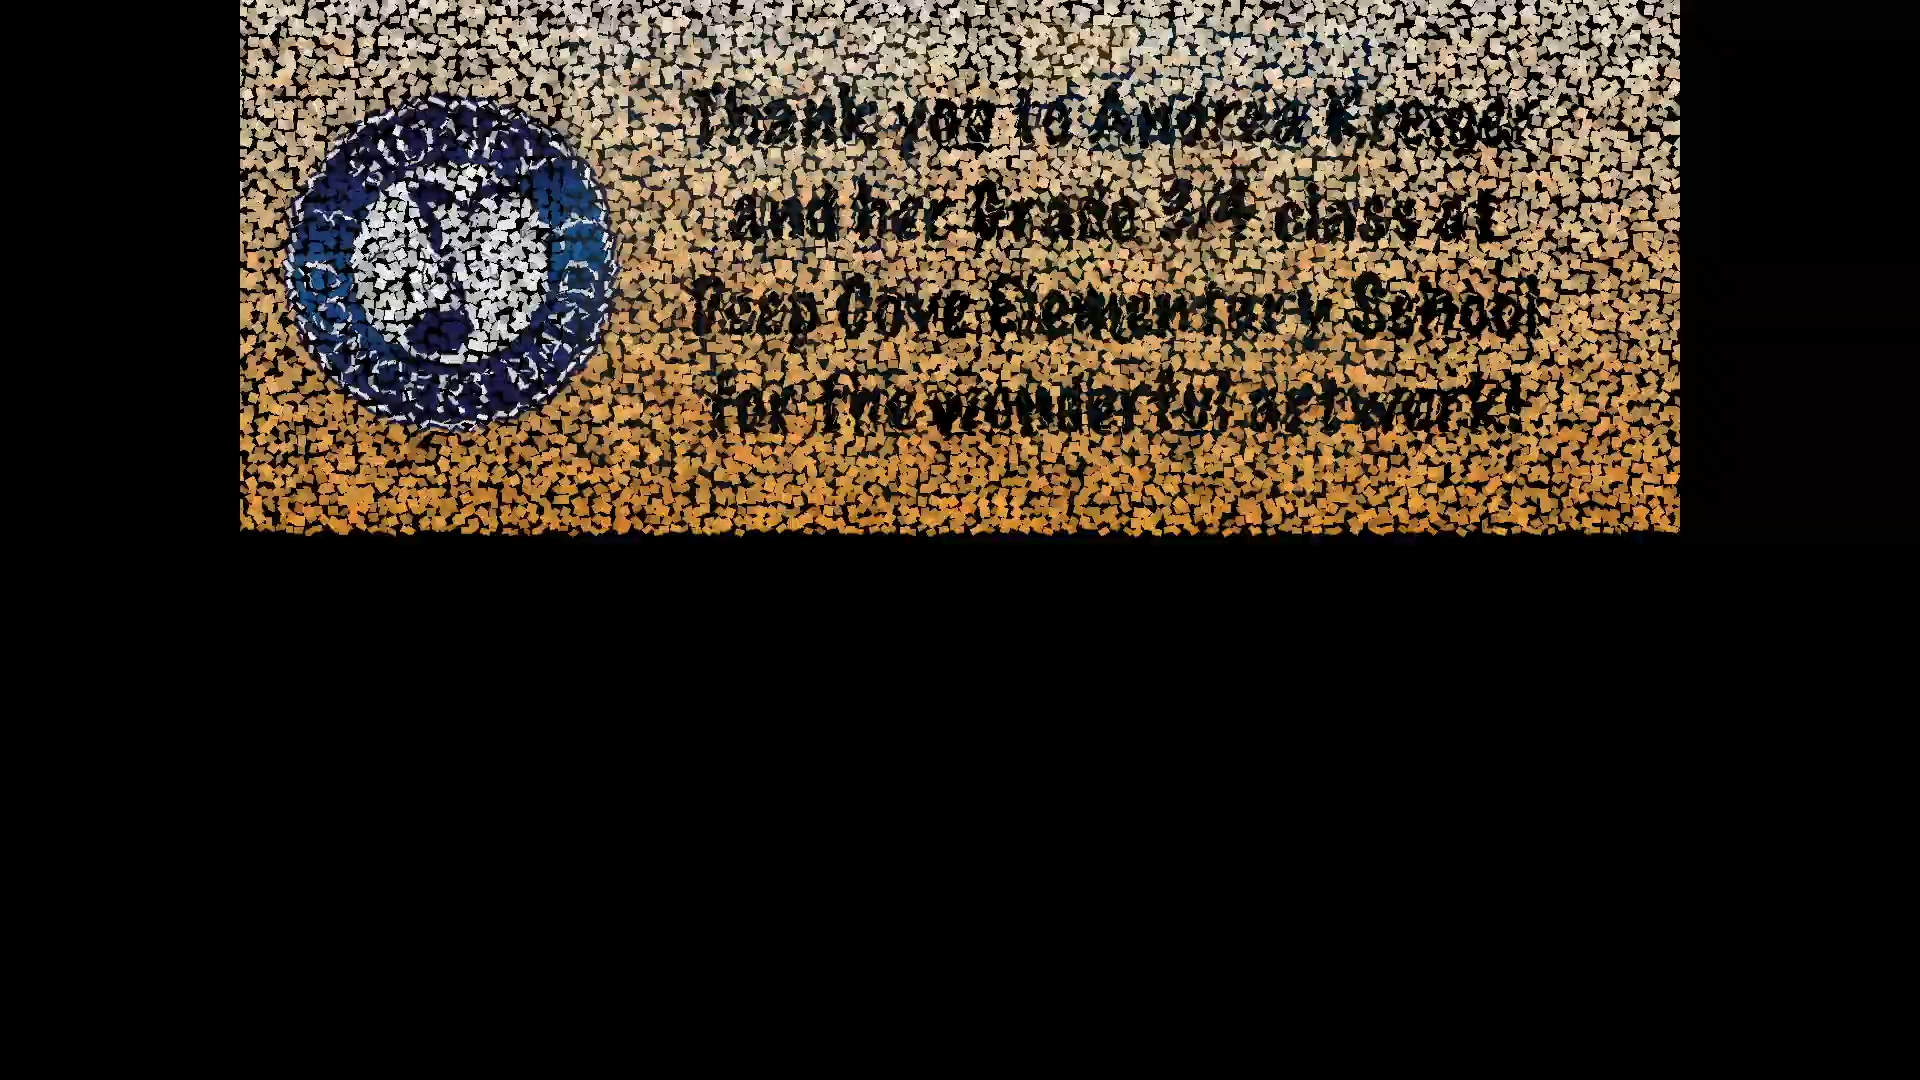 Thank you to Andrea Kreiger
and her Grade 3/4 class at
Deep Cove Elementary School
for the wonderful artwork!